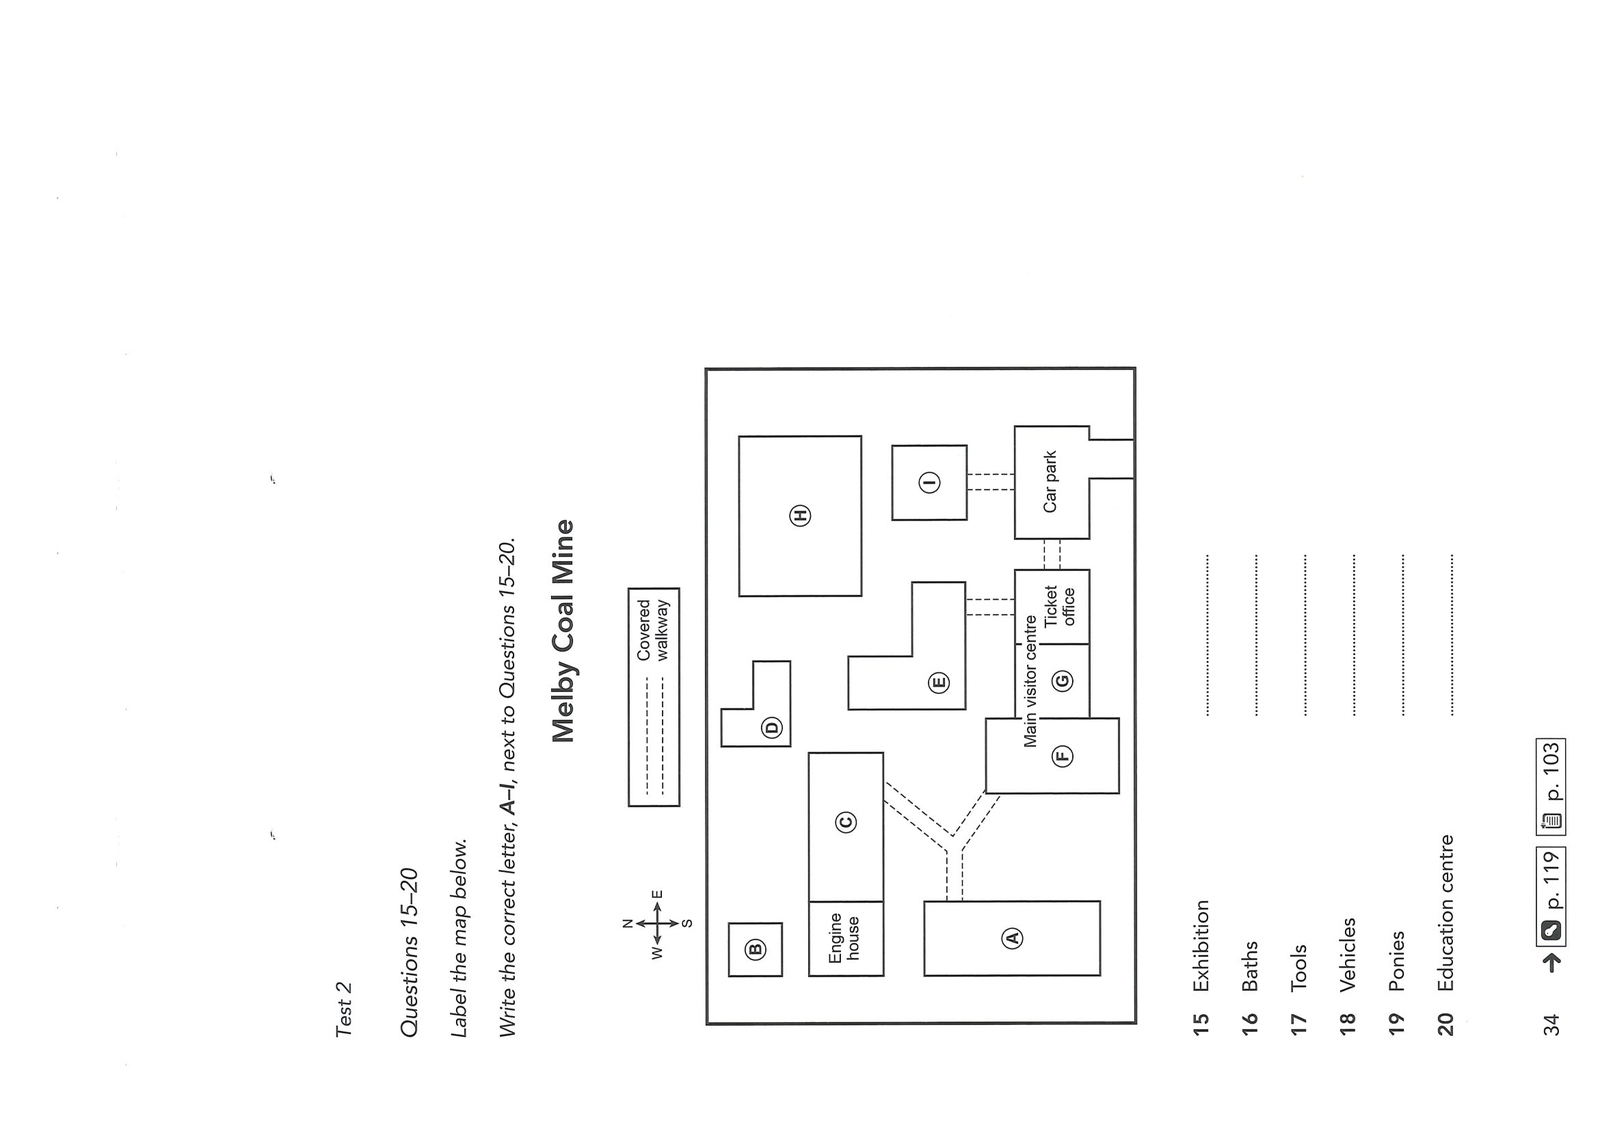 Test 2
Questions 15–20
Label the map below.
Write the correct letter, A–I, next to Questions 15–20.
Melby Coal Mine
N
W E
S
Covered
walkway
B
D
H
Engine
house
C
E
I
A
F
Main visitor centre
G
Ticket
office
Car park
15 Exhibition ..............................
16 Baths ..............................
17 Tools ..............................
18 Vehicles ..............................
19 Ponies ..............................
20 Education centre ..............................
34 → p. 119 p. 103